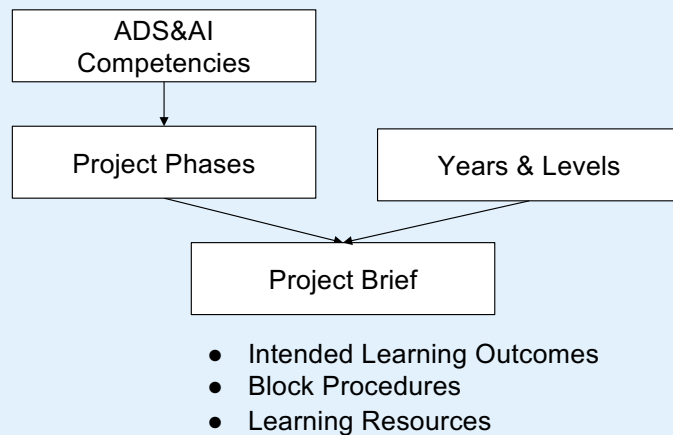 ADS&AI
Competencies
Project Phases
Years & Levels
Project Brief
● Intended Learning Outcomes
● Block Procedures
● Learning Resources